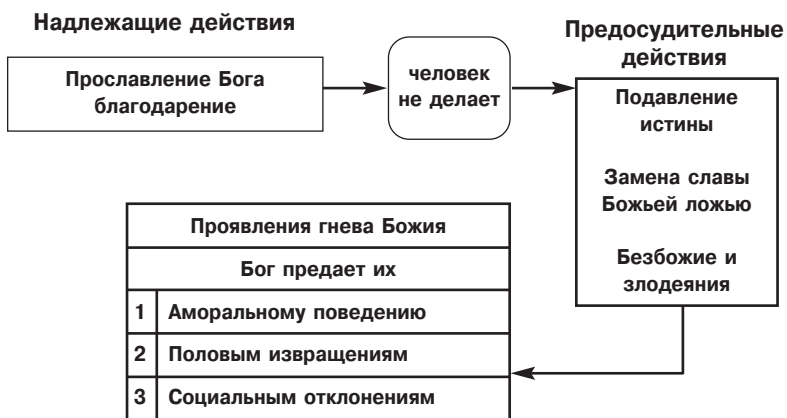 Надлежащие действия
Прославление Бога
благодарение
человек
не делает
Предосудительные
действия
Подавление
истины
Замена славы
Божьей ложью
Безбожие и
злодеяния
Проявления гнева Божия
Бог предает их
1 Аморальному поведению
2 Половым извращениям
3 Социальным отклонениям